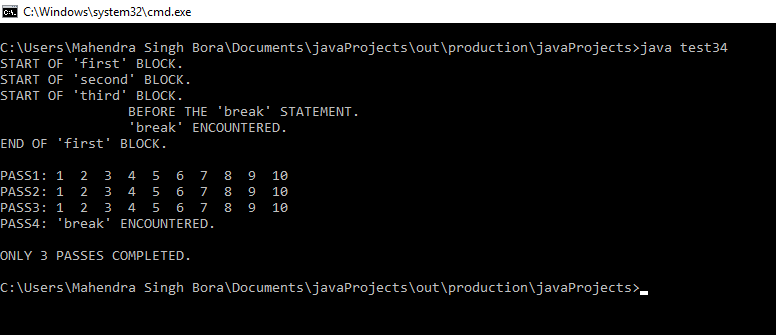 C:\Windows\system32\cmd.exe
C:\Users\Mahendra Singh Bora\Documents\javaProjects\out\production\javaProjects>java test34
START OF 'first' BLOCK.
START OF 'second' BLOCK.
START OF 'third' BLOCK.
BEFORE THE 'break' STATEMENT.
'break' ENCOUNTERED.
END OF 'first' BLOCK.
PASS1: 1 2 3 4 5 6 7 8 9 10
PASS2: 1 2 3 4 5 6 7 8 9 10
PASS3: 1 2 3 4 5 6 7 8 9 10
PASS4: 'break' ENCOUNTERED.
ONLY 3 PASSES COMPLETED.
C:\Users\Mahendra Singh Bora\Documents\javaProjects\out\production\javaProjects>